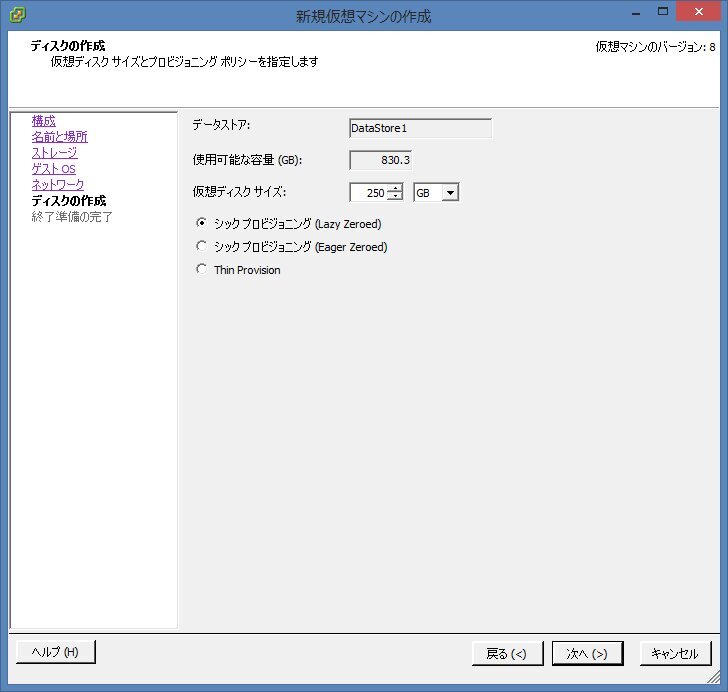 新規仮想マシンの作成
ディスクの作成
仮想ディスク サイズとプロビジョニング ポリシーを指定します
仮想マシンのバージョン: 8
構成
名前と場所
ストレージ
ゲスト OS
ネットワーク
ディスクの作成
終了準備の完了
データストア:
DataStore1
使用可能な容量 (GB):
830.3
仮想ディスク サイズ:
250
GB
シック プロビジョニング (Lazy Zeroed)
シック プロビジョニング (Eager Zeroed)
Thin Provision
ヘルプ (H)
戻る (<)
次へ (>)
キャンセル